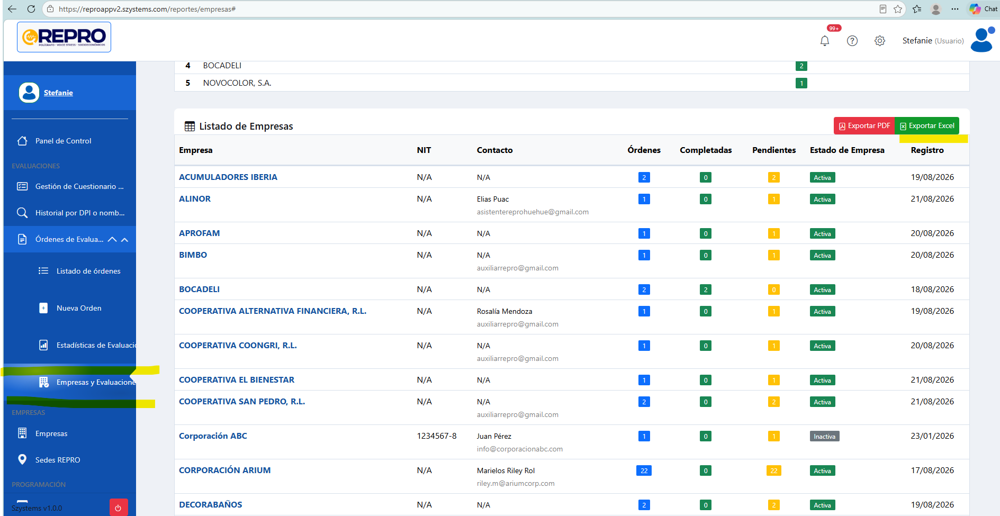 https://reproappv2.szystems.com/reportes/empresas#
Chat
REPRO
POLÍGRAFO - VOICE STRESS - SOCIOECONÓMICOS
99+
Stefanie (Usuario)
Stefanie
Panel de Control
EVALUACIONES
Gestión de Cuestionario ...
Historial por DPI o nomb...
Órdenes de Evalua...
Listado de órdenes
Nueva Orden
Estadísticas de Evaluacio
Empresas y Evaluacione
EMPRESAS
Empresas
Sedes REPRO
PROGRAMACIÓN
Szystems v1.0.0
4 BOCADELI 2
5 NOVOCOLOR, S.A. 1
Listado de Empresas
Exportar PDF Exportar Excel
Empresa NIT Contacto Órdenes Completadas Pendientes Estado de Empresa Registro
ACUMULADORES IBERIA N/A N/A 2 0 2 Activa 19/08/2026
ALINOR N/A Elias Puac 1 0 1 Activa 21/08/2026
asistentereprohuehue@gmail.com
APROFAM N/A N/A 1 0 1 Activa 20/08/2026
BIMBO N/A N/A 1 0 1 Activa 20/08/2026
auxiliarrepro@gmail.com
BOCADELI N/A N/A 2 2 0 Activa 18/08/2026
COOPERATIVA ALTERNATIVA FINANCIERA, R.L. N/A Rosalía Mendoza 1 0 1 Activa 19/08/2026
auxiliarrepro@gmail.com
COOPERATIVA COONGRI, R.L. N/A N/A 1 0 1 Activa 20/08/2026
auxiliarrepro@gmail.com
COOPERATIVA EL BIENESTAR N/A N/A 1 0 1 Activa 21/08/2026
COOPERATIVA SAN PEDRO, R.L. N/A N/A 2 0 2 Activa 21/08/2026
auxiliarrepro@gmail.com
Corporación ABC 1234567-8 Juan Pérez 1 0 1 Inactiva 23/01/2026
info@corporacionabc.com
CORPORACIÓN ARIUM N/A Marielos Riley Rol 22 0 22 Activa 17/08/2026
riley.m@ariumcorp.com
DECORABAÑOS N/A N/A 2 0 2 Activa 19/08/2026